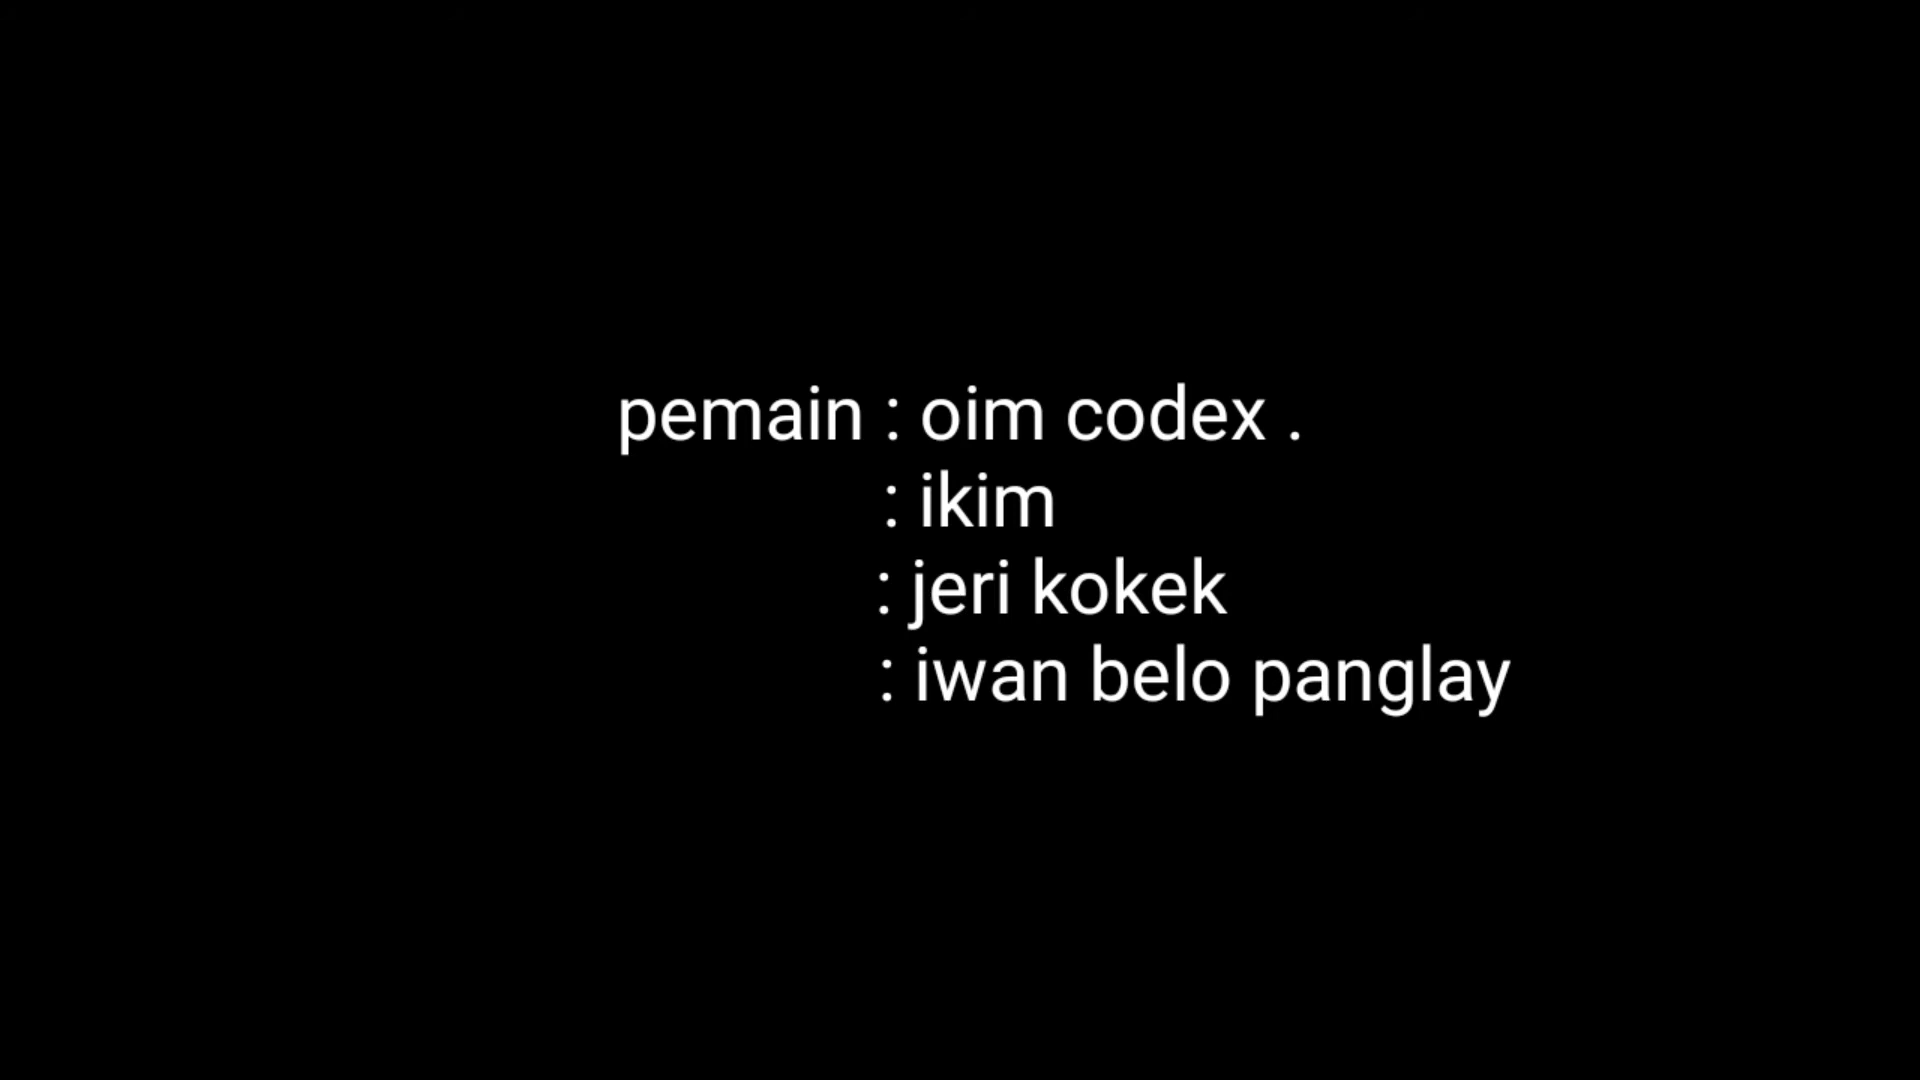 pemain : oim codex .
: ikim
: jeri kokek
: iwan belo panglay